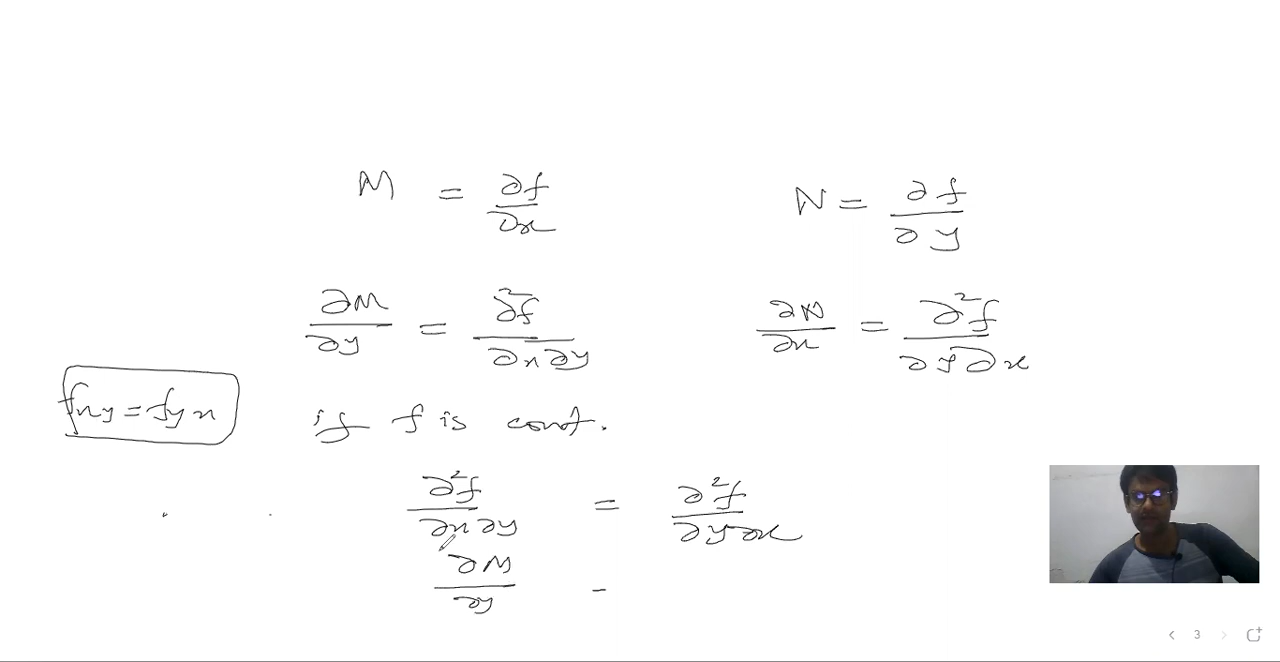 M = ∂f/∂x N = ∂f/∂y
∂M/∂y = ∂²f/∂x∂y ∂N/∂x = ∂²f/∂y∂x
fxy = fyx if f is cont.
∂²f/∂x∂y = ∂²f/∂y∂x
∂M/∂y =
3